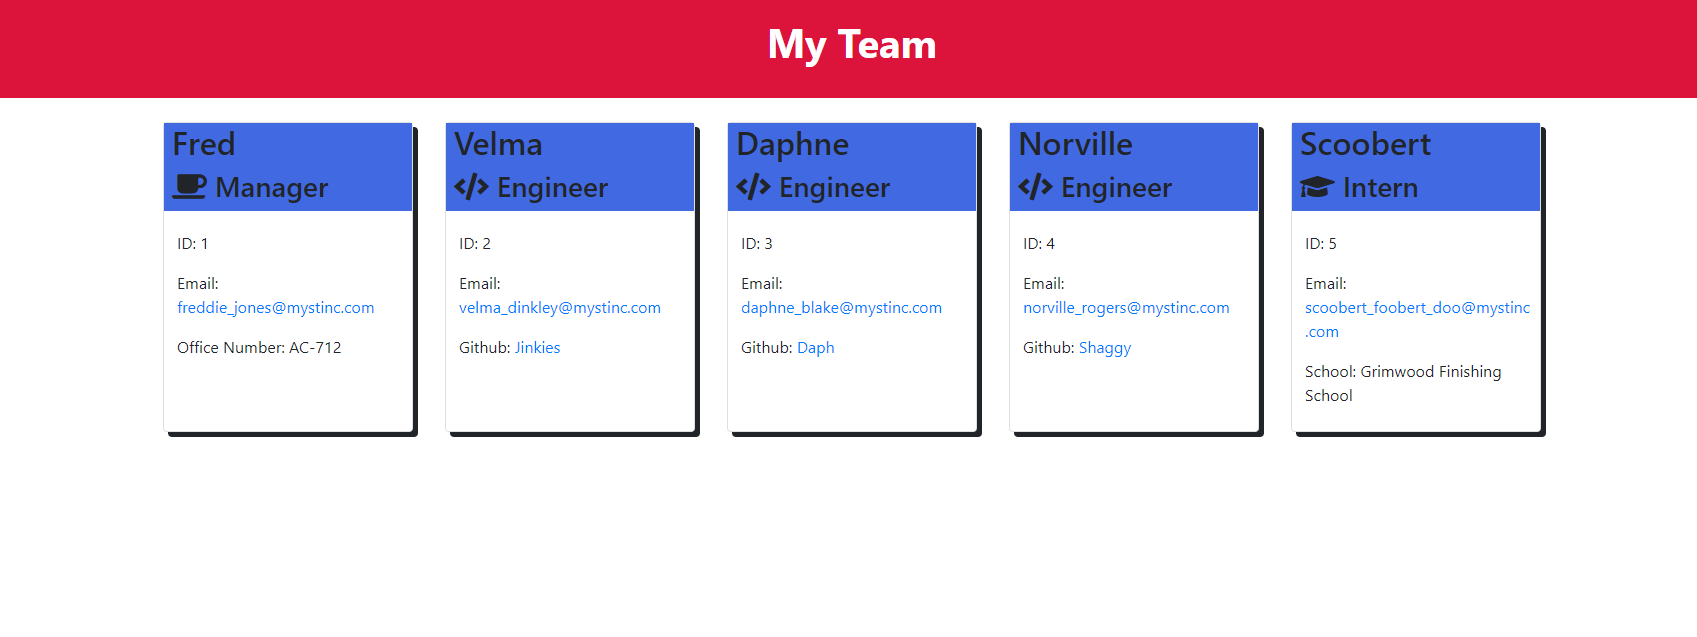 My Team
Fred
Manager
ID: 1
Email:
freddie_jones@mystinc.com
Office Number: AC-712
Velma
Engineer
ID: 2
Email:
velma_dinkley@mystinc.com
Github: Jinkies
Daphne
Engineer
ID: 3
Email:
daphne_blake@mystinc.com
Github: Daph
Norville
Engineer
ID: 4
Email:
norville_rogers@mystinc.com
Github: Shaggy
Scoobert
Intern
ID: 5
Email:
scoobert_foobert_doo@mystinc
.com
School: Grimwood Finishing
School